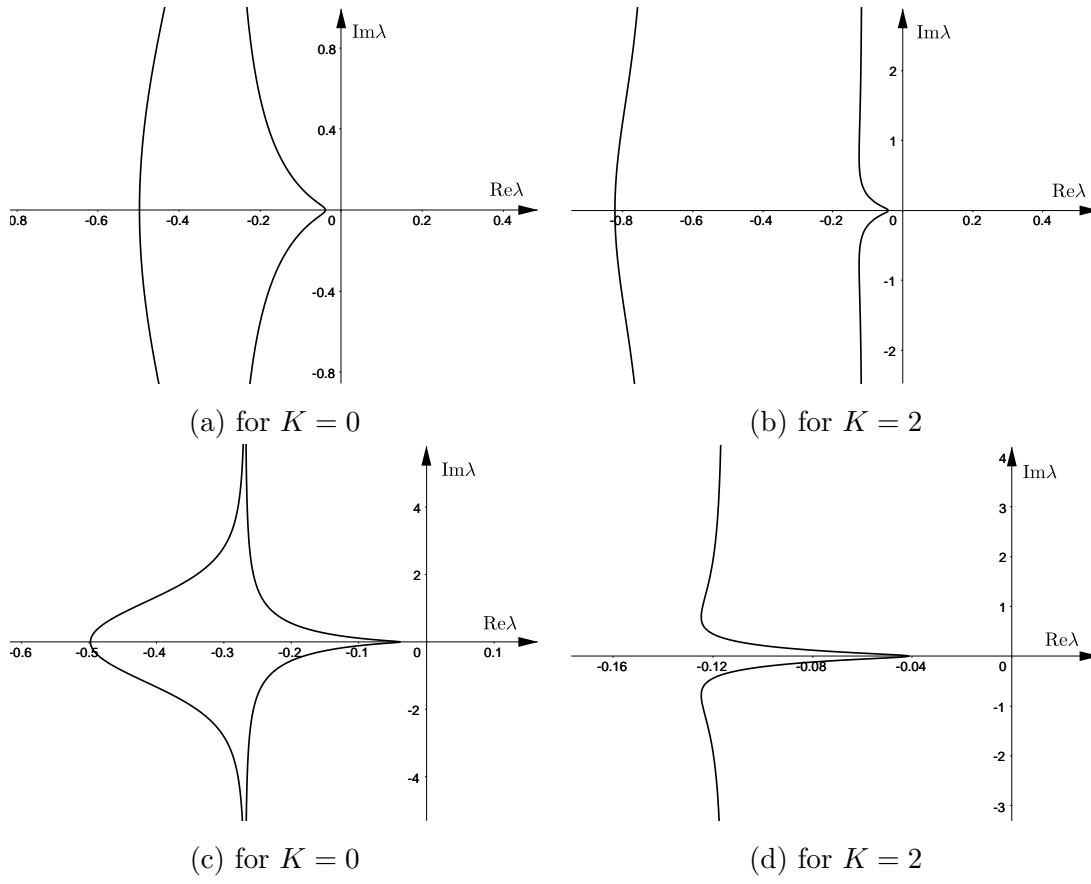 Imλ Imλ
0.8
2
0.4
1
Reλ Reλ
0.8 -0.6 -0.4 -0.2 0 0.2 0.4 -0.8 -0.6 -0.4 -0.2 0 0.2 0.4
-0.4
-1
-0.8
-2
(a) for K = 0 (b) for K = 2
4
Imλ Imλ
4
3
2
2
1
Reλ Reλ
-0.6 -0.5 -0.4 -0.3 -0.2 -0.1 0 0.1 -0.16 -0.12 -0.08 -0.04 0
-1
-2
-2
-4
-3
(c) for K = 0 (d) for K = 2